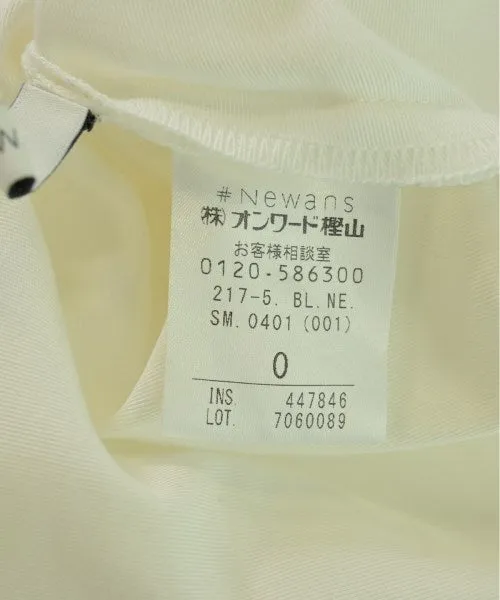 N
#Newans
㈱オンワード樫山
お客様相談室
0120-586300
217-5. BL.NE.
SM.0401(001)
0
INS. 447846
LOT. 7060089